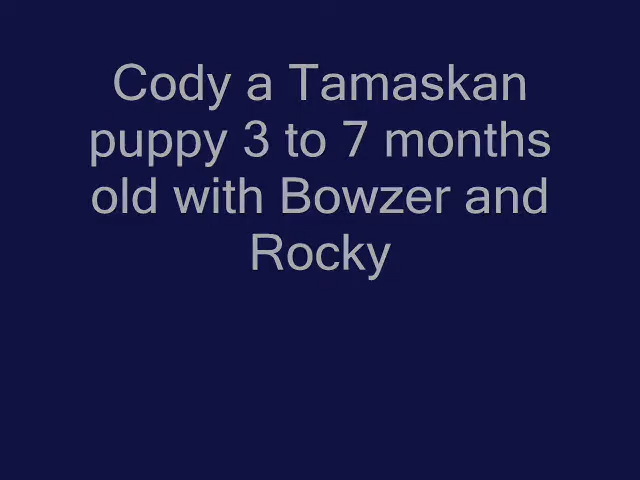 Cody a Tamaskan
puppy 3 to 7 months
old with Bowzer and
Rocky